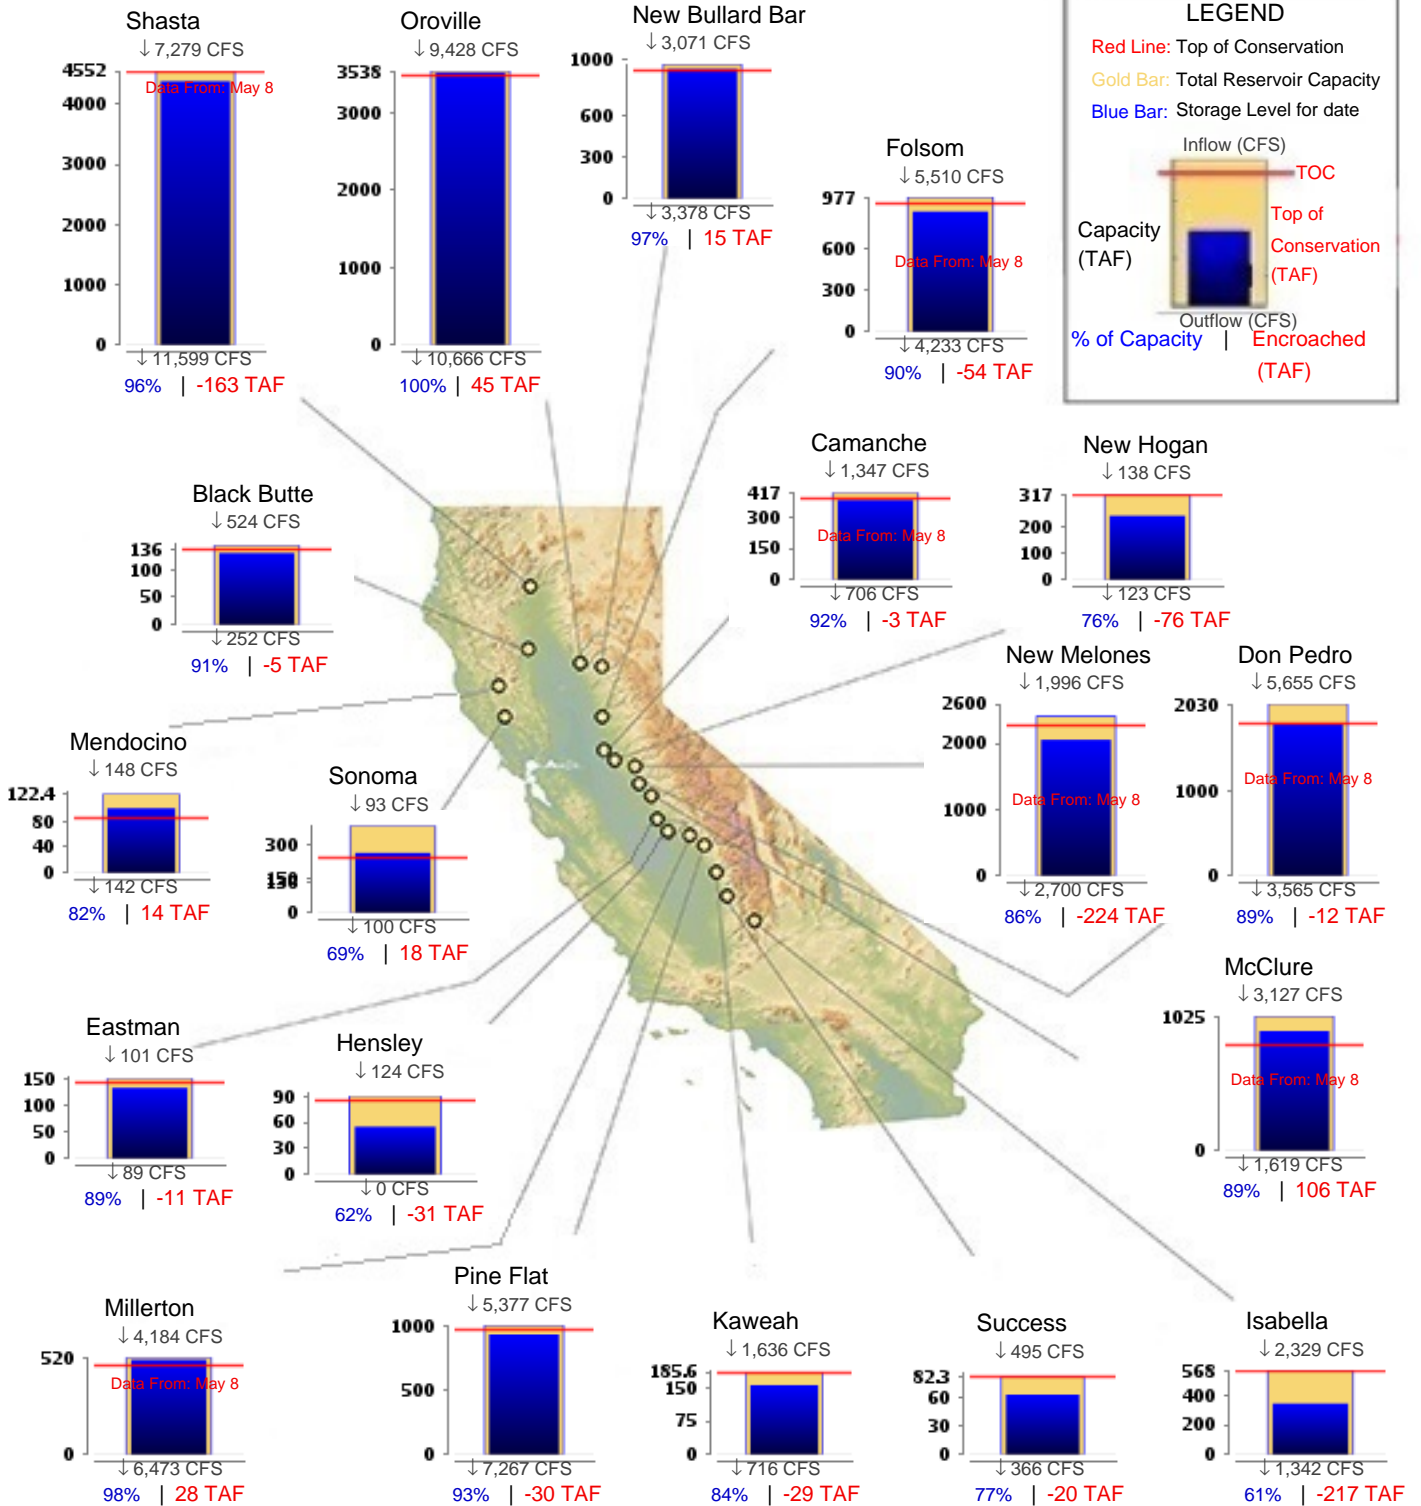 LEGEND
Red Line: Top of Conservation
Gold Bar: Total Reservoir Capacity
Blue Bar: Storage Level for date
Inflow (CFS)
TOC
Capacity
(TAF)
Top of
Conservation
(TAF)
Outflow (CFS)
% of Capacity | Encroached
(TAF)
Shasta
↓ 7,279 CFS
4552
4000
3000
2000
1000
0
Data From: May 8
↓ 11,599 CFS
96% | -163 TAF
Oroville
↓ 9,428 CFS
3538
3000
2000
1000
0
↓ 10,666 CFS
100% | 45 TAF
New Bullard Bar
↓ 3,071 CFS
1000
600
300
0
↓ 3,378 CFS
97% | 15 TAF
Folsom
↓ 5,510 CFS
977
600
300
0
Data From: May 8
↓ 4,233 CFS
90% | -54 TAF
Black Butte
↓ 524 CFS
136
100
50
0
↓ 252 CFS
91% | -5 TAF
Camanche
↓ 1,347 CFS
417
300
150
0
Data From: May 8
↓ 706 CFS
92% | -3 TAF
New Hogan
↓ 138 CFS
317
200
100
0
↓ 123 CFS
76% | -76 TAF
New Melones
↓ 1,996 CFS
2600
2000
1000
0
Data From: May 8
↓ 2,700 CFS
86% | -224 TAF
Don Pedro
↓ 5,655 CFS
2030
1000
0
Data From: May 8
↓ 3,565 CFS
89% | -12 TAF
Mendocino
↓ 148 CFS
122.4
80
40
0
↓ 142 CFS
82% | 14 TAF
Sonoma
↓ 93 CFS
300
0
↓ 100 CFS
69% | 18 TAF
McClure
↓ 3,127 CFS
1025
0
Data From: May 8
↓ 1,619 CFS
89% | 106 TAF
Eastman
↓ 101 CFS
150
100
50
0
↓ 89 CFS
89% | -11 TAF
Hensley
↓ 124 CFS
90
60
30
0
↓ 0 CFS
62% | -31 TAF
Millerton
↓ 4,184 CFS
520
0
Data From: May 8
↓ 6,473 CFS
98% | 28 TAF
Pine Flat
↓ 5,377 CFS
1000
500
0
↓ 7,267 CFS
93% | -30 TAF
Kaweah
↓ 1,636 CFS
185.6
150
75
0
↓ 716 CFS
84% | -29 TAF
Success
↓ 495 CFS
82.3
60
30
0
↓ 366 CFS
77% | -20 TAF
Isabella
↓ 2,329 CFS
568
400
200
0
↓ 1,342 CFS
61% | -217 TAF